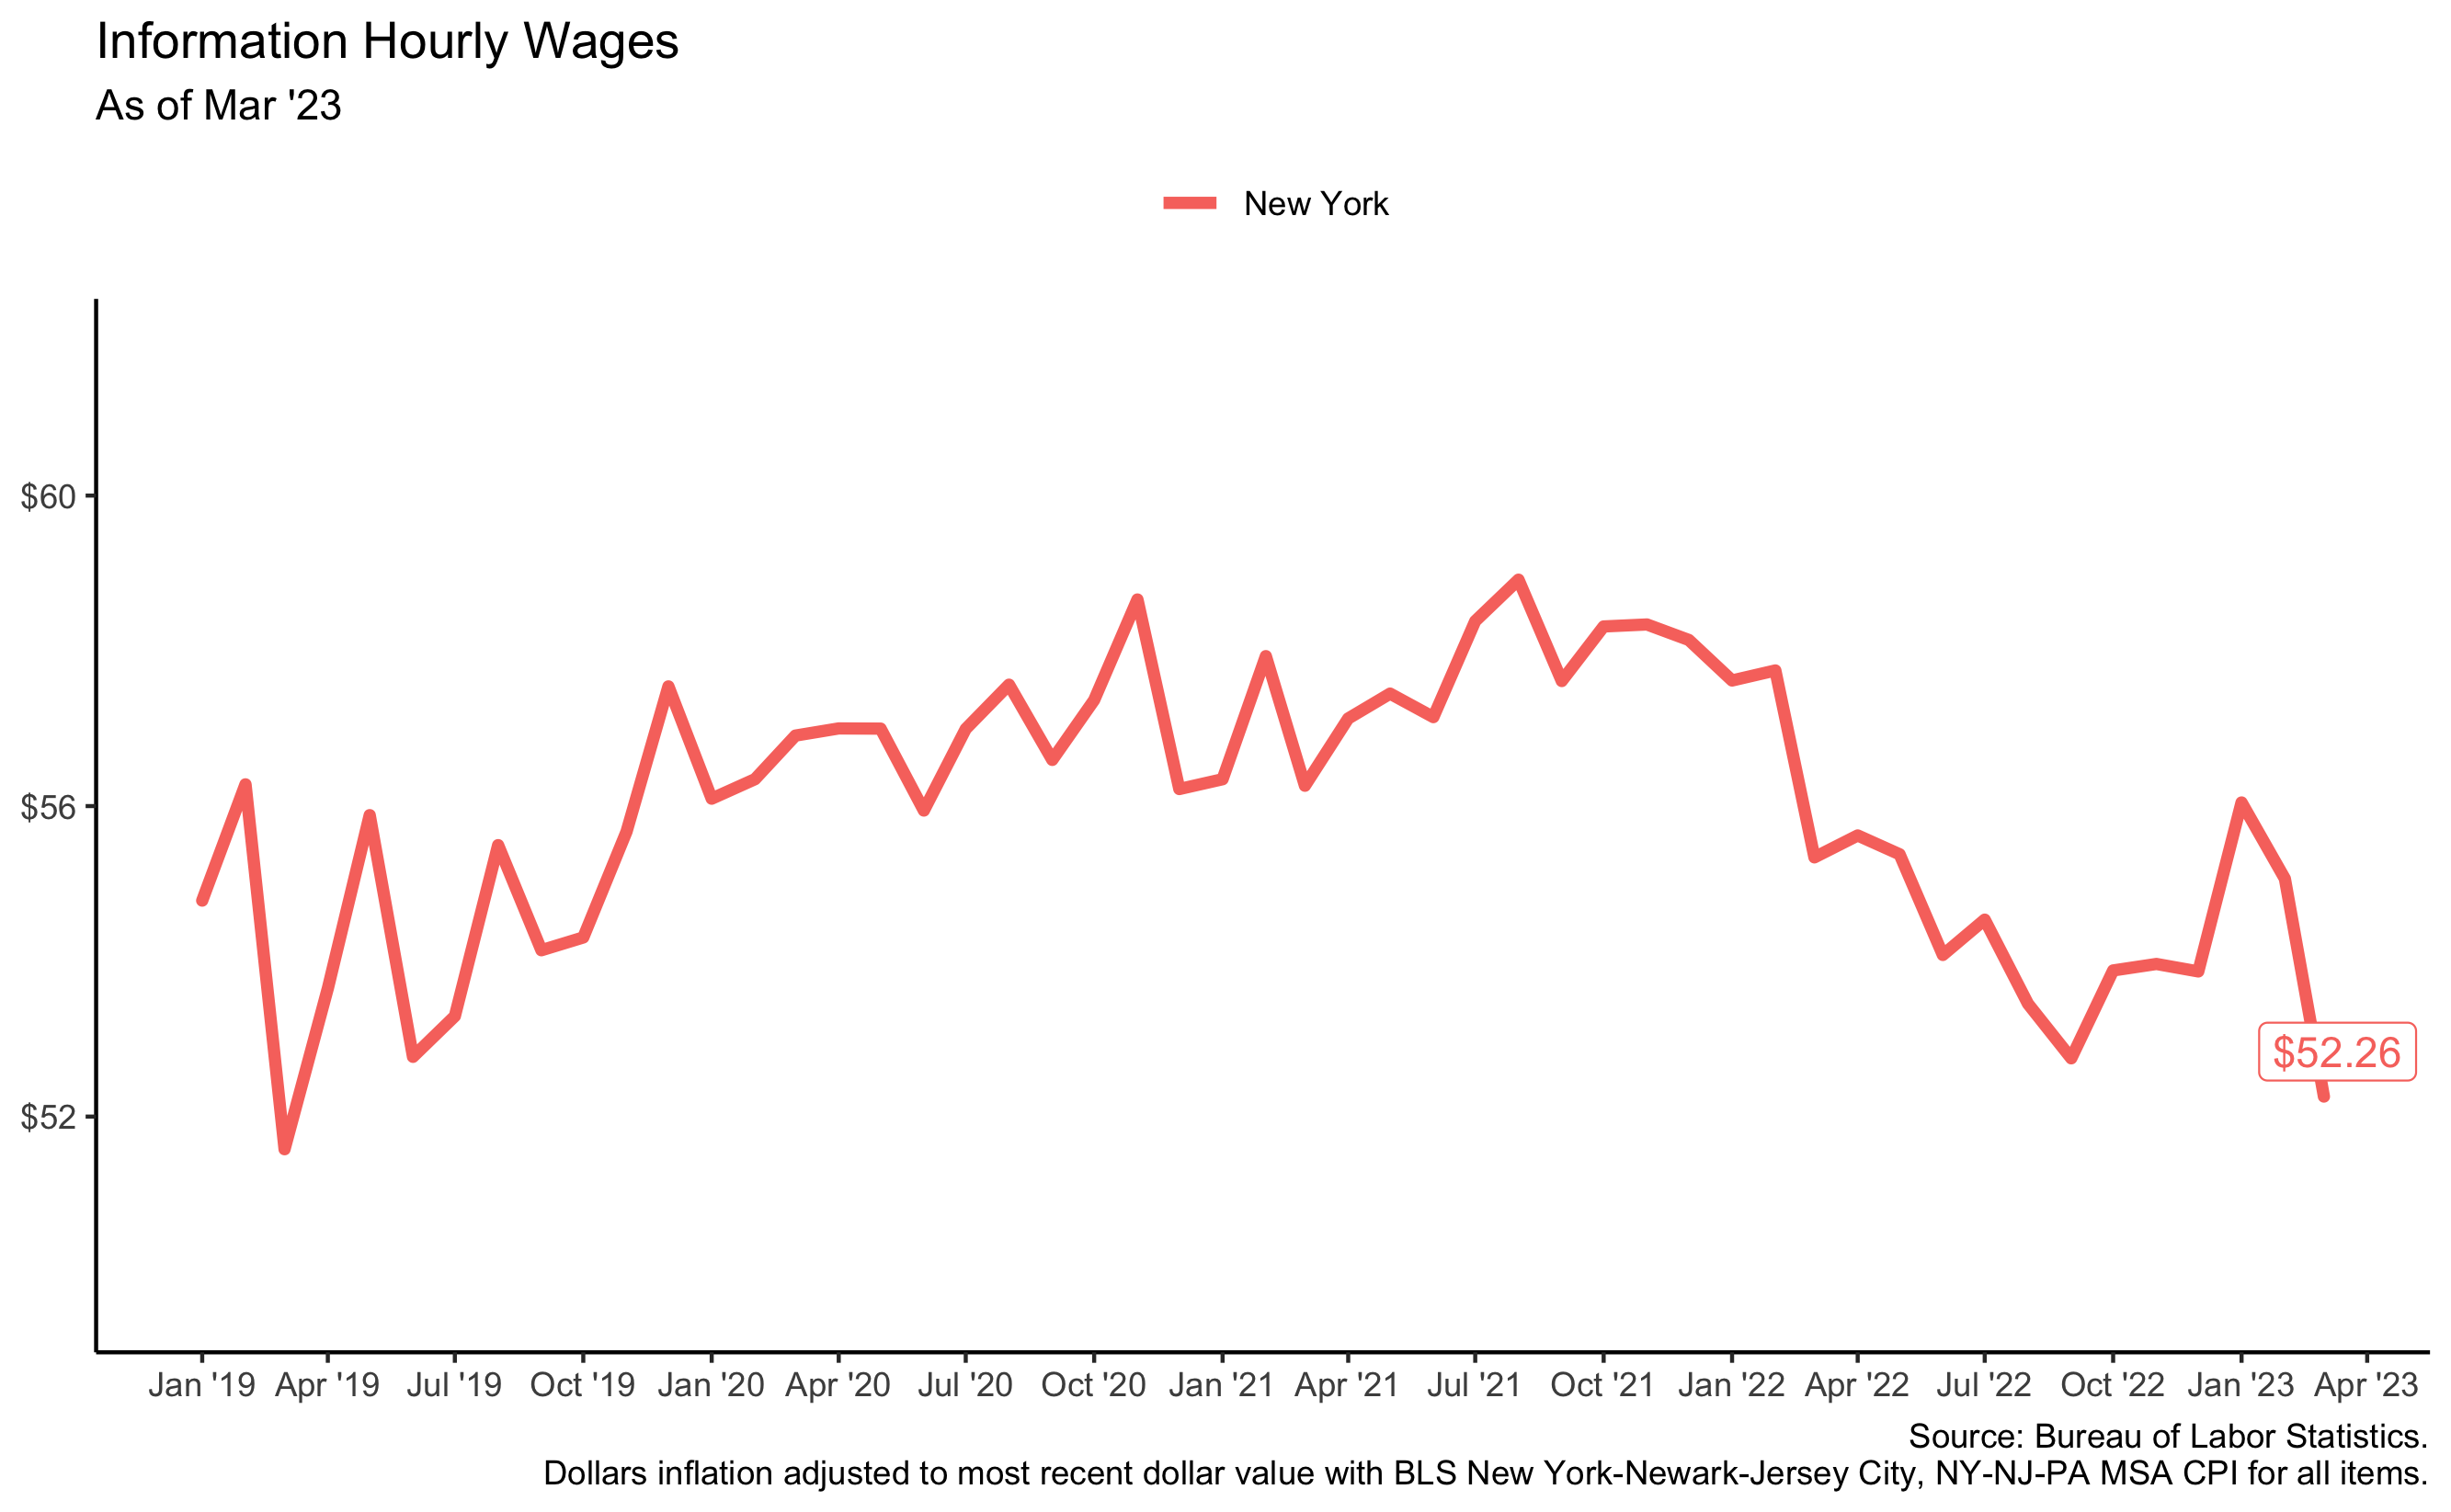 Information Hourly Wages
As of Mar '23
New York
$60
$56
$52
$52.26
Jan '19 Apr '19 Jul '19 Oct '19 Jan '20 Apr '20 Jul '20 Oct '20 Jan '21 Apr '21 Jul '21 Oct '21 Jan '22 Apr '22 Jul '22 Oct '22 Jan '23 Apr '23
Source: Bureau of Labor Statistics.
Dollars inflation adjusted to most recent dollar value with BLS New York-Newark-Jersey City, NY-NJ-PA MSA CPI for all items.